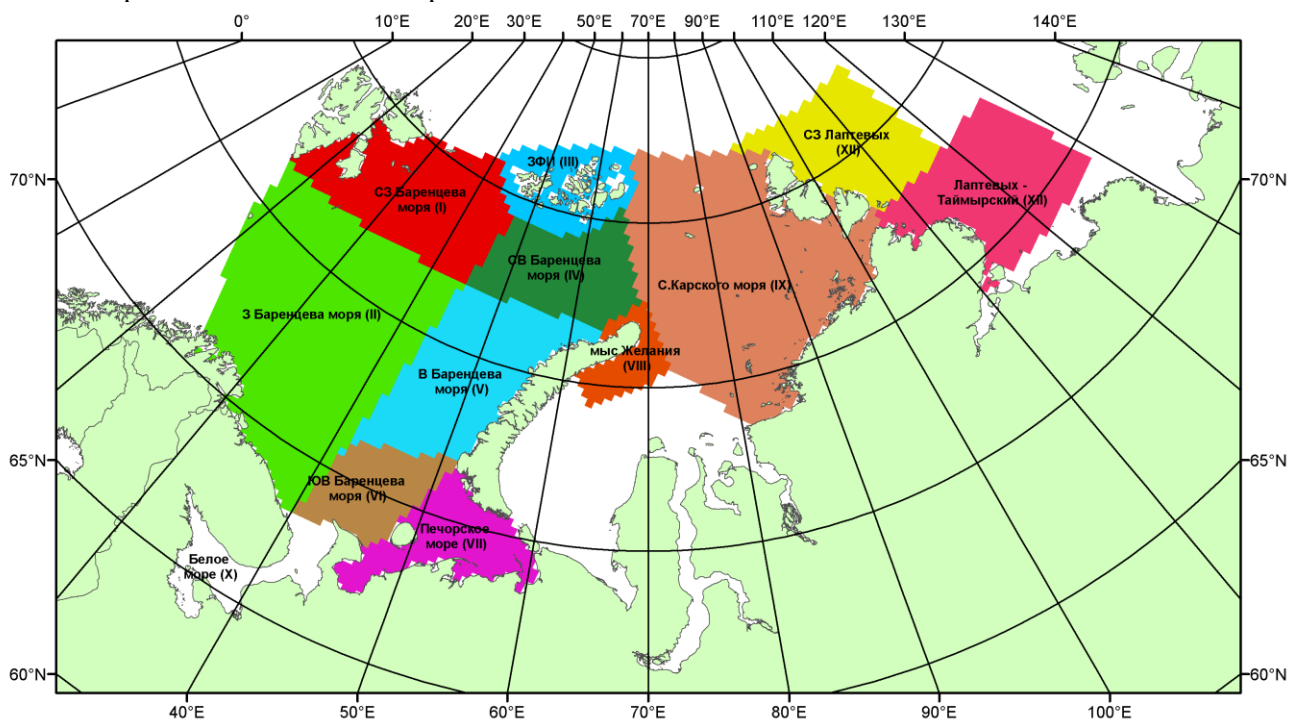 0° 10°E 20°E 30°E 50°E 70°E 90°E 110°E 120°E 130°E 140°E
СЗ Лаптевых
(XII)
ЗФИ (III)
70°N
70°N
СЗ Баренцева
моря (I)
Лаптевых -
Таймырский (XII)
СВ Баренцева
моря (IV)
С.Карского моря (IX)
З Баренцева моря (II)
мыс Желания
(VIII)
В Баренцева
моря (V)
65°N
65°N
ЮВ Баренцева
моря (VI)
Печорское
море (VII)
Белое
море (X)
60°N
60°N
40°E 50°E 60°E 70°E 80°E 90°E 100°E